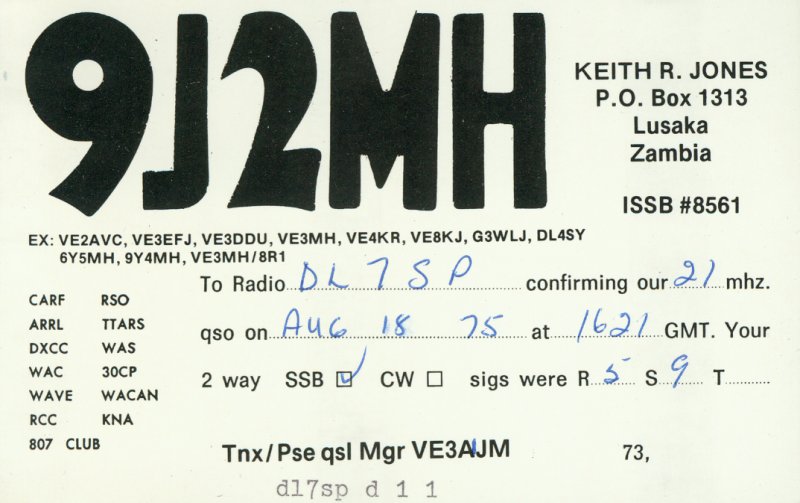 9J2MH
KEITH R. JONES
P.O. Box 1313
Lusaka
Zambia
ISSB #8561
EX: VE2AVC, VE3EFJ, VE3DDU, VE3MH, VE4KR, VE8KJ, G3WLJ, DL4SY
6Y5MH, 9Y4MH, VE3MH/8R1
To Radio DL7SP confirming our 21 mhz.
qso on AUG 18 75 at 1621 GMT. Your
2 way SSB ☑ CW ☐ sigs were R 5 S 9 T
CARF RSO
ARRL TTARS
DXCC WAS
WAC 30CP
WAVE WACAN
RCC KNA
807 CLUB
Tnx/Pse qsl Mgr VE3AJM 73,
dl7sp d 1 1